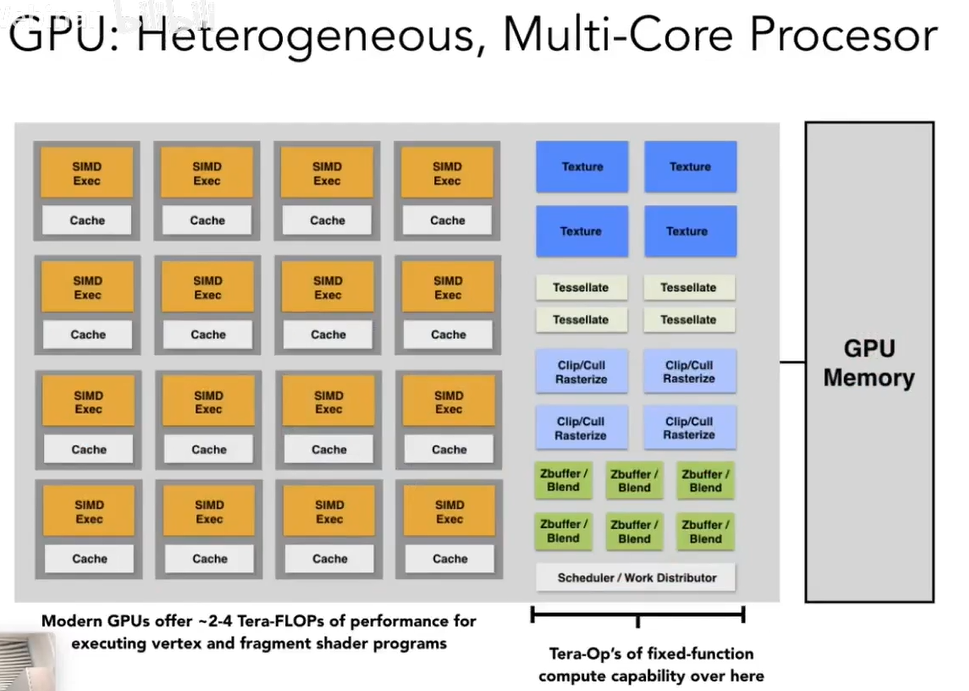 GPU: Heterogeneous, Multi-Core Procesor
SIMD
Exec
Cache
SIMD
Exec
Cache
SIMD
Exec
Cache
SIMD
Exec
Cache
SIMD
Exec
Cache
SIMD
Exec
Cache
SIMD
Exec
Cache
SIMD
Exec
Cache
SIMD
Exec
Cache
SIMD
Exec
Cache
SIMD
Exec
Cache
SIMD
Exec
Cache
SIMD
Exec
Cache
SIMD
Exec
Cache
SIMD
Exec
Cache
SIMD
Exec
Cache
Texture
Texture
Texture
Texture
Tessellate
Tessellate
Tessellate
Tessellate
Clip/Cull
Rasterize
Clip/Cull
Rasterize
Clip/Cull
Rasterize
Clip/Cull
Rasterize
Zbuffer /
Blend
Zbuffer /
Blend
Zbuffer /
Blend
Zbuffer /
Blend
Zbuffer /
Blend
Zbuffer /
Blend
Scheduler / Work Distributor
GPU
Memory
Modern GPUs offer ~2-4 Tera-FLOPs of performance for
executing vertex and fragment shader programs
Tera-Op's of fixed-function
compute capability over here